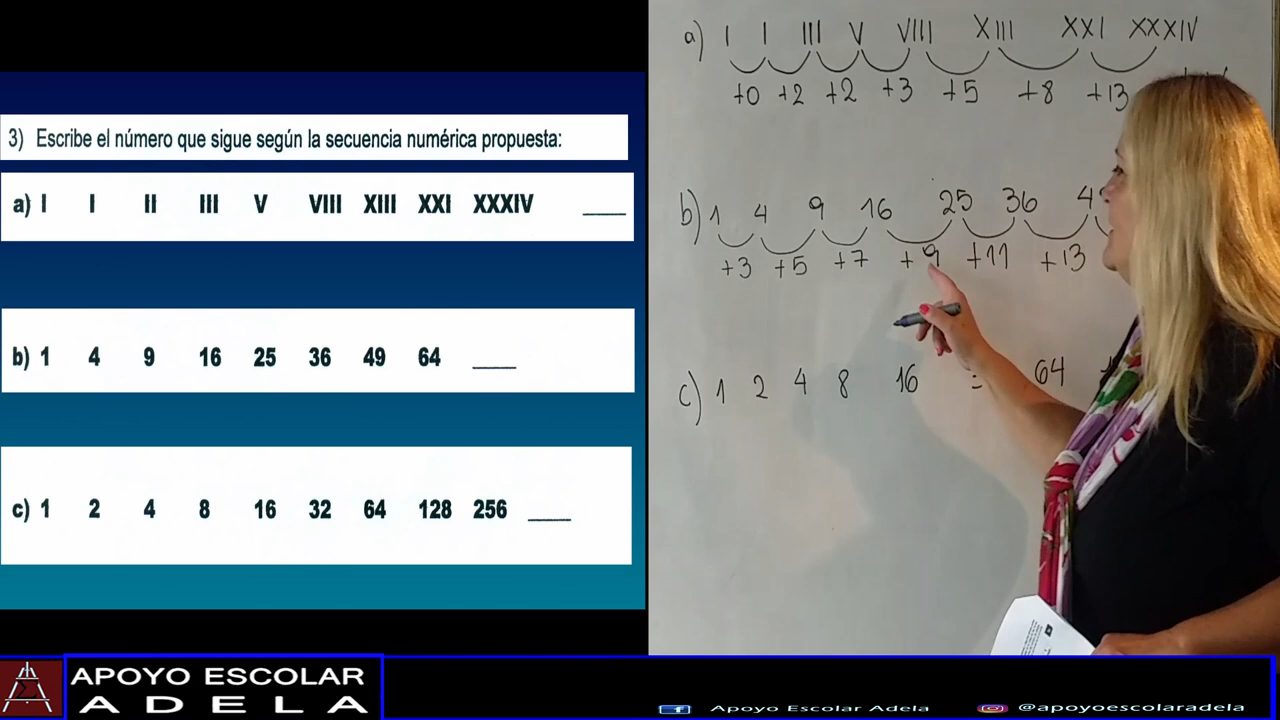 3) Escribe el número que sigue según la secuencia numérica propuesta:
a) I I II III V VIII XIII XXI XXXIV ____
b) 1 4 9 16 25 36 49 64 ____
c) 1 2 4 8 16 32 64 128 256 ____
a) I I III V VIII XIII XXI XXXIV
+0 +2 +2 +3 +5 +8 +13
b) 1 4 9 16 25 36
+3 +5 +7 +9 +11 +13
c) 1 2 4 8 16 64
APOYO ESCOLAR
ADELA
Apoyo Escolar Adela
@apoyoescolaradela